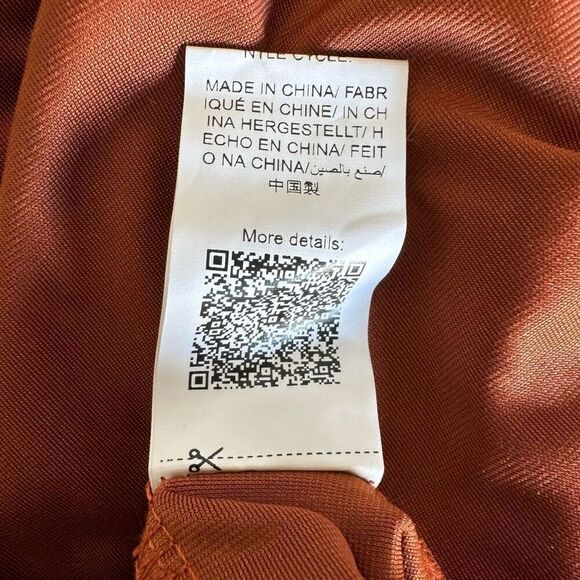 CYCLE.
MADE IN CHINA/ FABR
IQUÉ EN CHINE/ IN CH
INA HERGESTELLT/ H
ECHO EN CHINA/ FEIT
O NA CHINA/صنع بالصين/
中国製
More details: